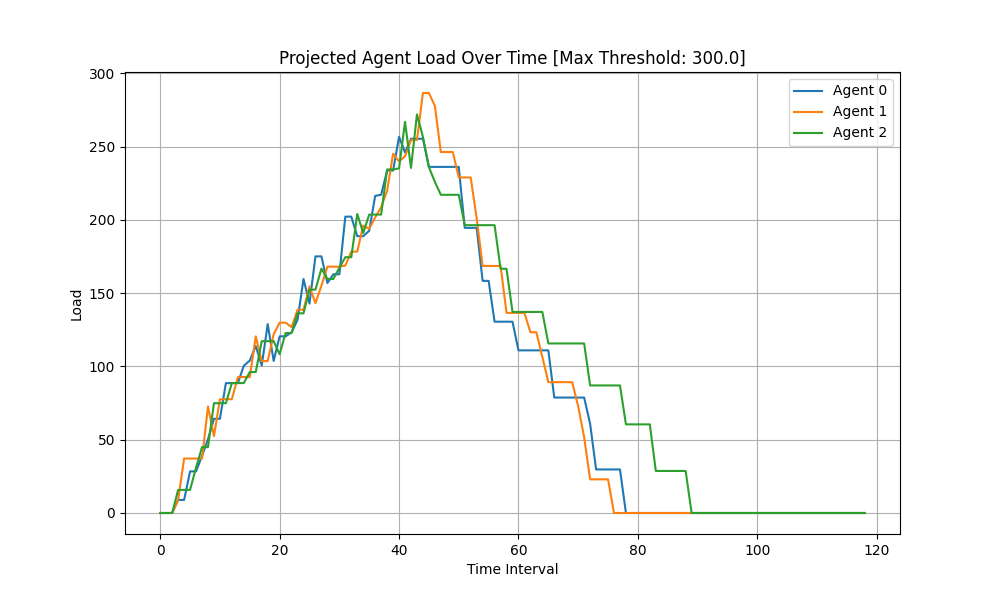 Projected Agent Load Over Time [Max Threshold: 300.0]
Agent 0
Agent 1
Agent 2
Load
300
250
200
150
100
50
0
0 20 40 60 80 100 120
Time Interval